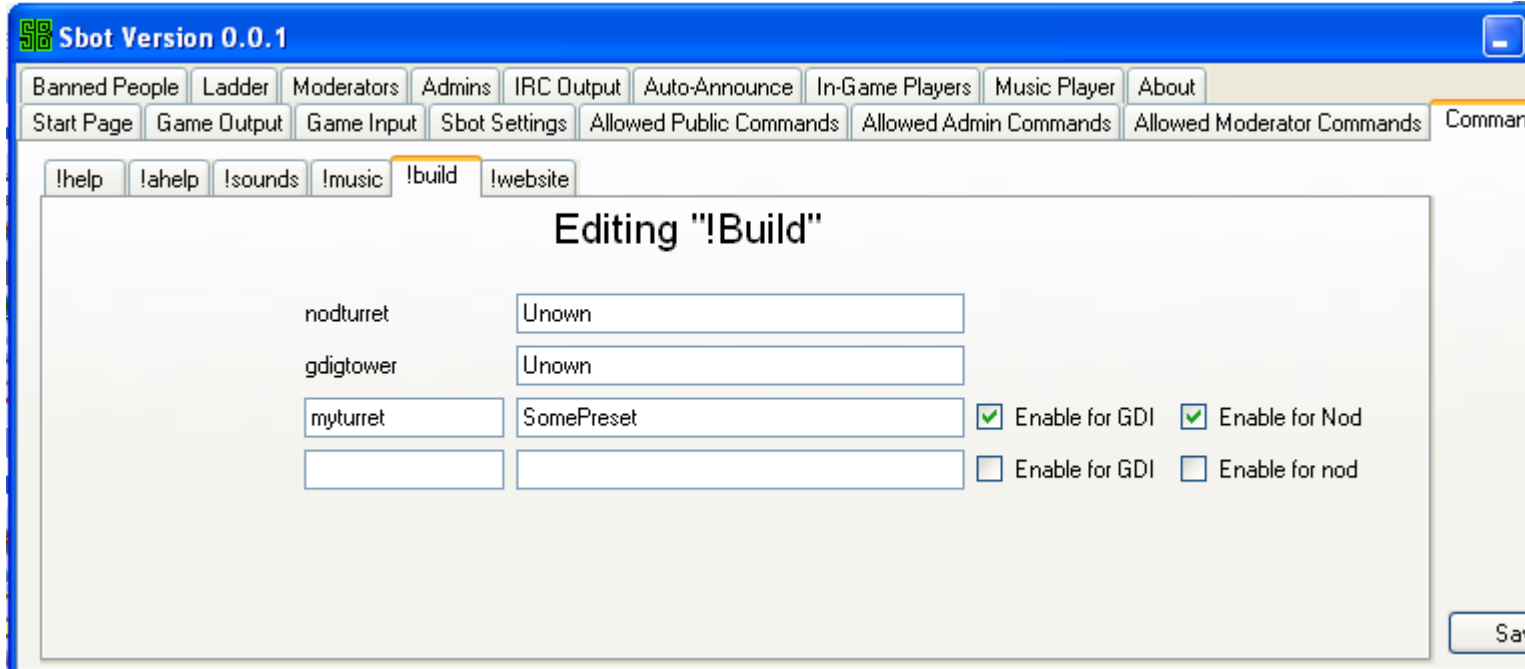 SB Sbot Version 0.0.1
Banned People Ladder Moderators Admins IRC Output Auto-Announce In-Game Players Music Player About
Start Page Game Output Game Input Sbot Settings Allowed Public Commands Allowed Admin Commands Allowed Moderator Commands Comman
!help !ahelp !sounds !music !build !website
Editing "!Build"
nodturret Unown
gdigtower Unown
myturret SomePreset Enable for GDI Enable for Nod
Enable for GDI Enable for nod
Sav